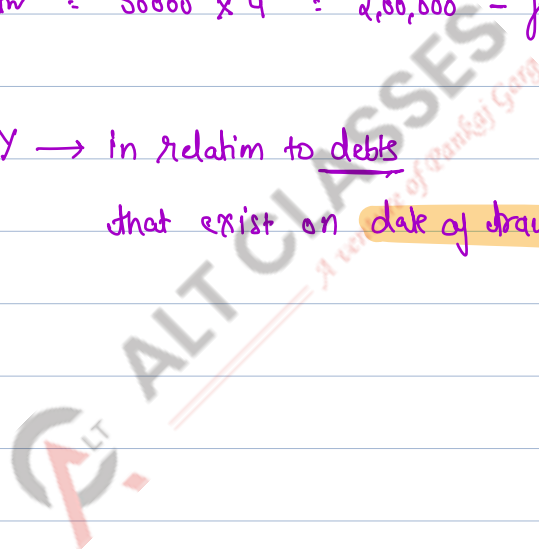 50000 x 4 = 2,00,000 -
Y → in relation to debts
that exist on date of
ALT CLASSES
A venture of Pankaj Garg
ALT